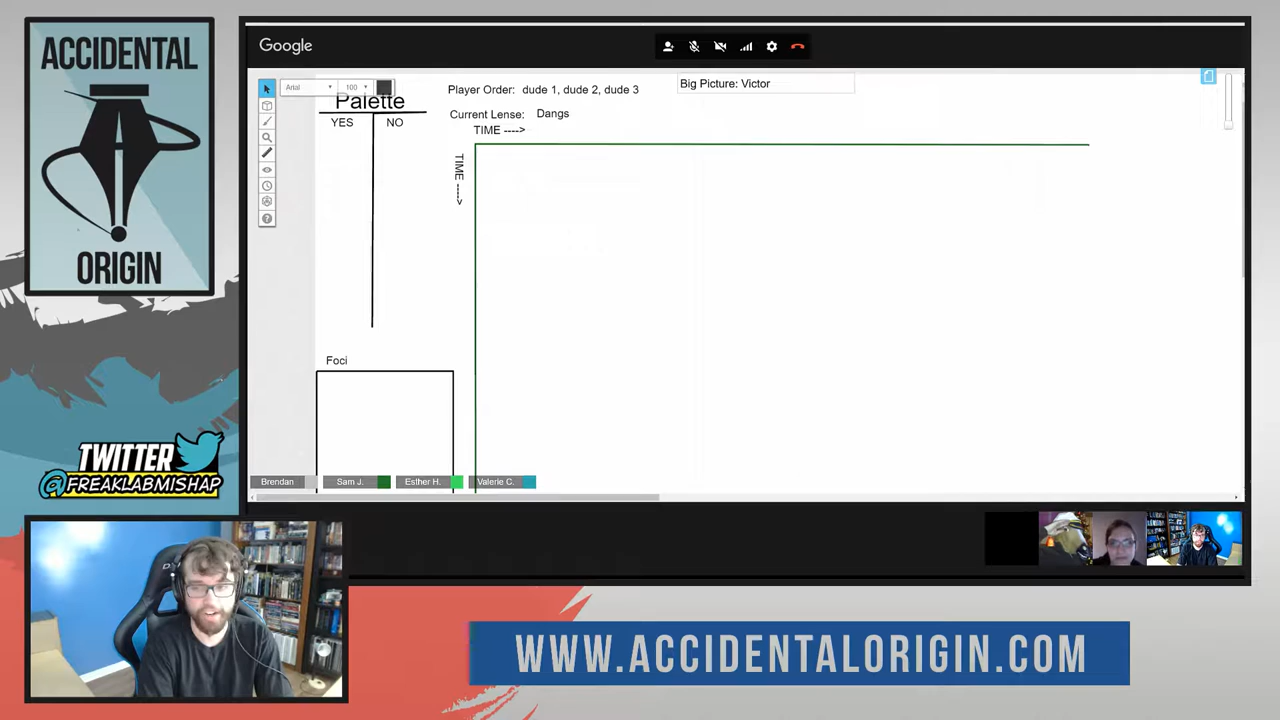 ACCIDENTAL
ORIGIN
TWITTER
@FREAKLABMISHAP
Google
Arial
100
Palette
YES
NO
Player Order: dude 1, dude 2, dude 3
Big Picture: Victor
Current Lense: Dangs
TIME ---->
TIME ---->
Foci
Brendan
Sam J.
Esther H.
Valerie C.
WWW.ACCIDENTALORIGIN.COM